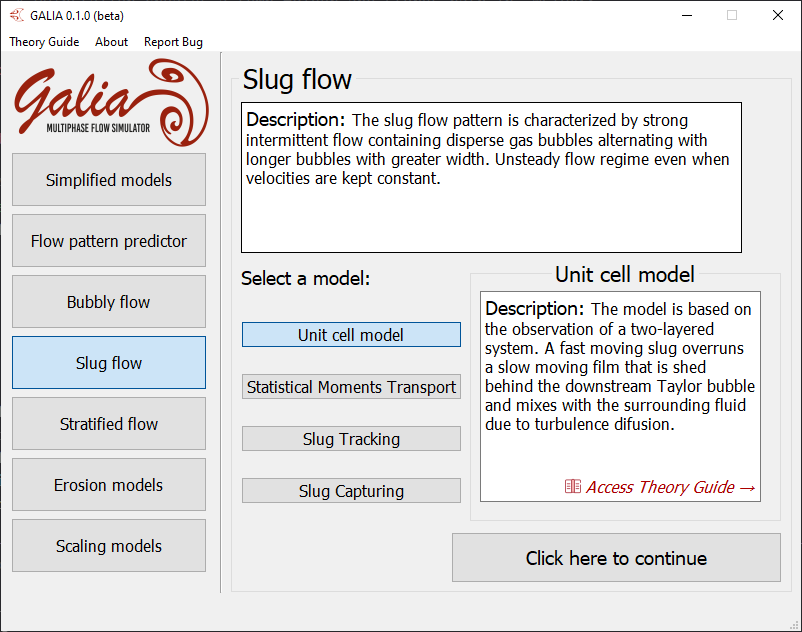 GALIA 0.1.0 (beta)
Theory Guide About Report Bug
Galia
MULTIPHASE FLOW SIMULATOR
Simplified models
Flow pattern predictor
Bubbly flow
Slug flow
Stratified flow
Erosion models
Scaling models
Slug flow
Description: The slug flow pattern is characterized by strong
intermittent flow containing disperse gas bubbles alternating with
longer bubbles with greater width. Unsteady flow regime even when
velocities are kept constant.
Select a model:
Unit cell model
Statistical Moments Transport
Slug Tracking
Slug Capturing
Unit cell model
Description: The model is based on
the observation of a two-layered
system. A fast moving slug overruns
a slow moving film that is shed
behind the downstream Taylor bubble
and mixes with the surrounding fluid
due to turbulence difusion.
Access Theory Guide →
Click here to continue